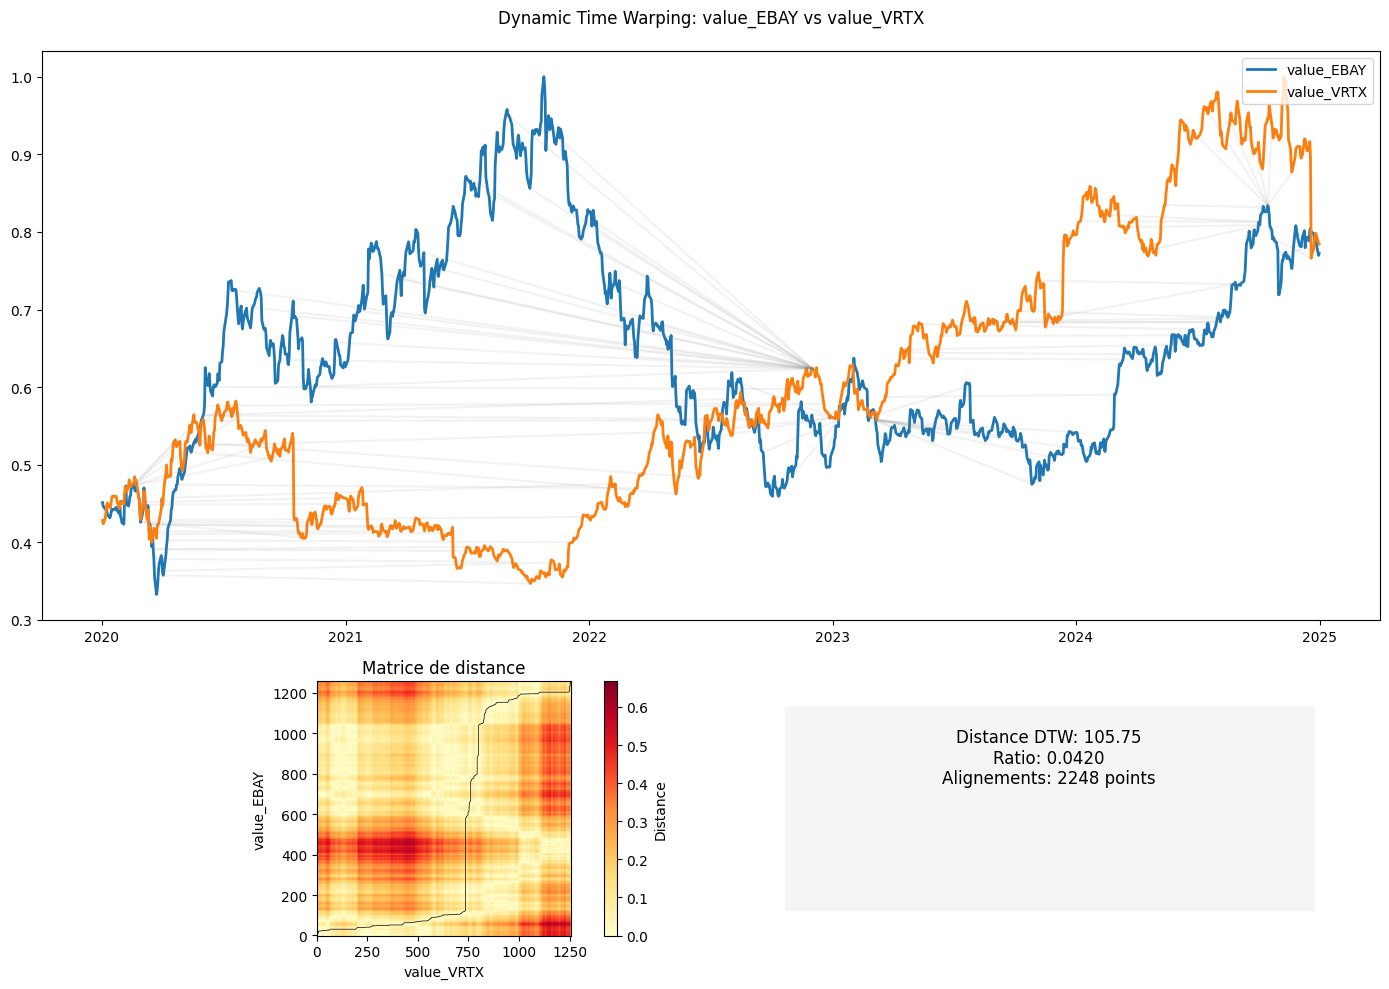 Dynamic Time Warping: value_EBAY vs value_VRTX
value_EBAY
value_VRTX
1.0
0.9
0.8
0.7
0.6
0.5
0.4
0.3
2020 2021 2022 2023 2024 2025
Matrice de distance
1200
1000
800
600
400
200
0
value_EBAY
0 250 500 750 1000 1250
value_VRTX
0.6
0.5
0.4
0.3
0.2
0.1
0.0
Distance
Distance DTW: 105.75
Ratio: 0.0420
Alignements: 2248 points